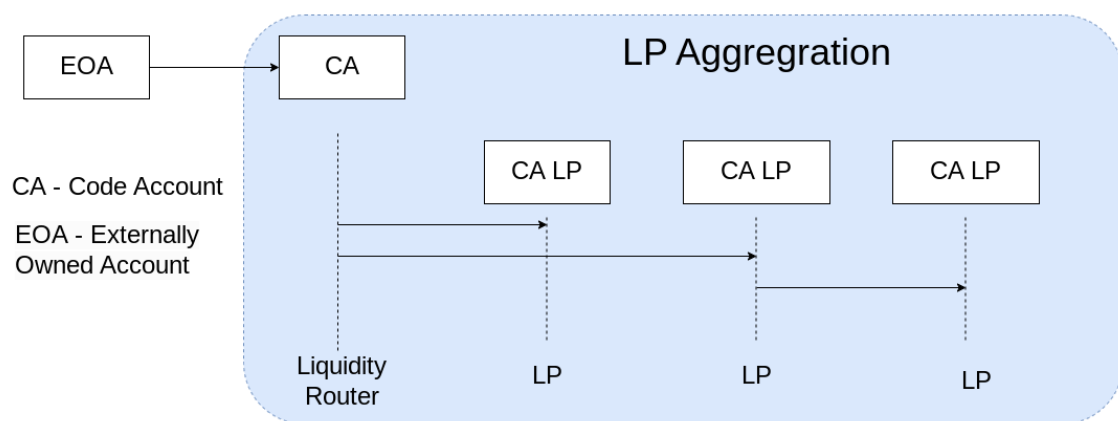 EOA
CA
LP Aggregration
CA LP
CA LP
CA LP
CA - Code Account
EOA - Externally
Owned Account
Liquidity
Router
LP
LP
LP